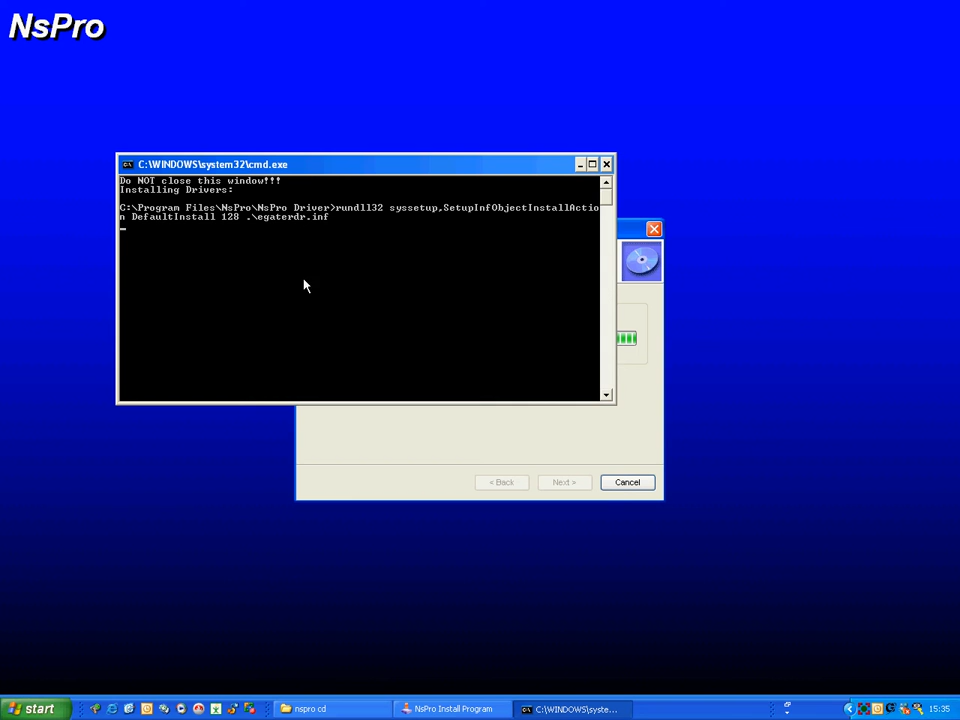 NsPro
C:\WINDOWS\system32\cmd.exe
Do NOT close this window!!!
Installing Drivers:
C:\Program Files\NsPro\NsPro Driver>rundll32 syssetup,SetupInfObjectInstallActio
n DefaultInstall 128 .\egaterdr.inf
< Back
Next >
Cancel
start
nspro cd
NsPro Install Program
C:\WINDOWS\syste...
15:35